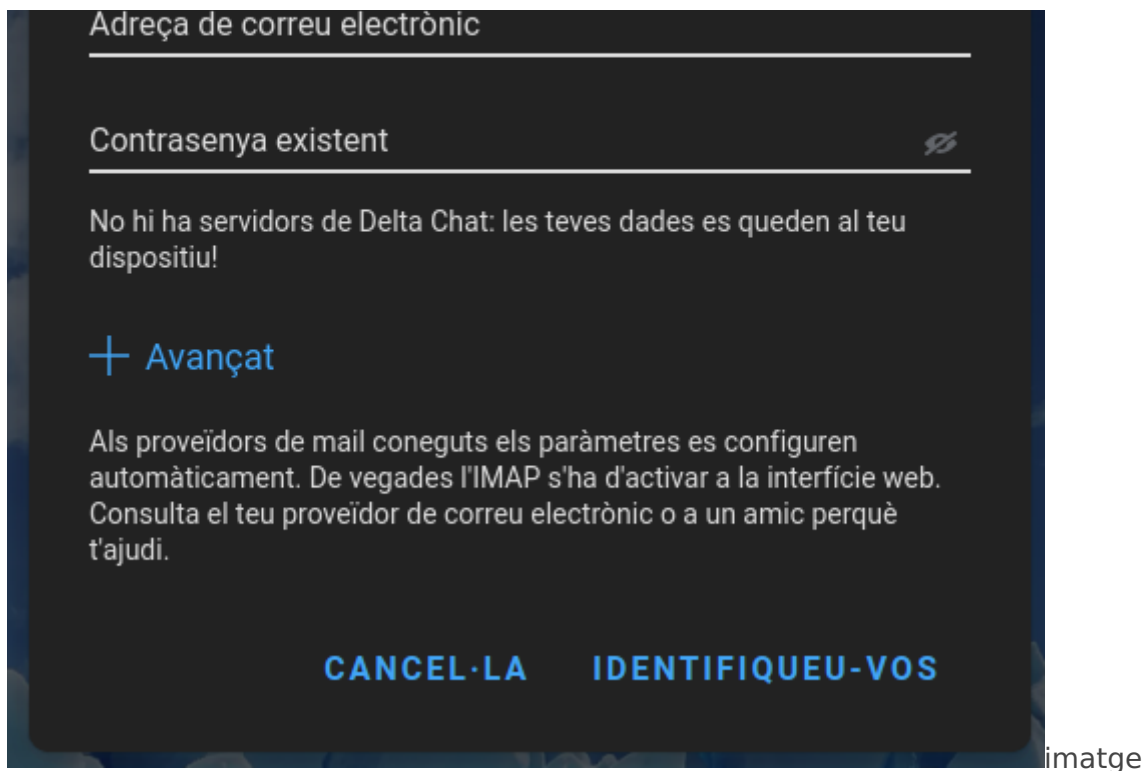 Adreça de correu electrònic
Contrasenya existent
No hi ha servidors de Delta Chat: les teves dades es queden al teu
dispositiu!
+ Avançat
Als proveïdors de mail coneguts els paràmetres es configuren
automàticament. De vegades l'IMAP s'ha d'activar a la interfície web.
Consulta el teu proveïdor de correu electrònic o a un amic perquè
t'ajudi.
CANCEL·LA IDENTIFIQUEU-VOS
imatge